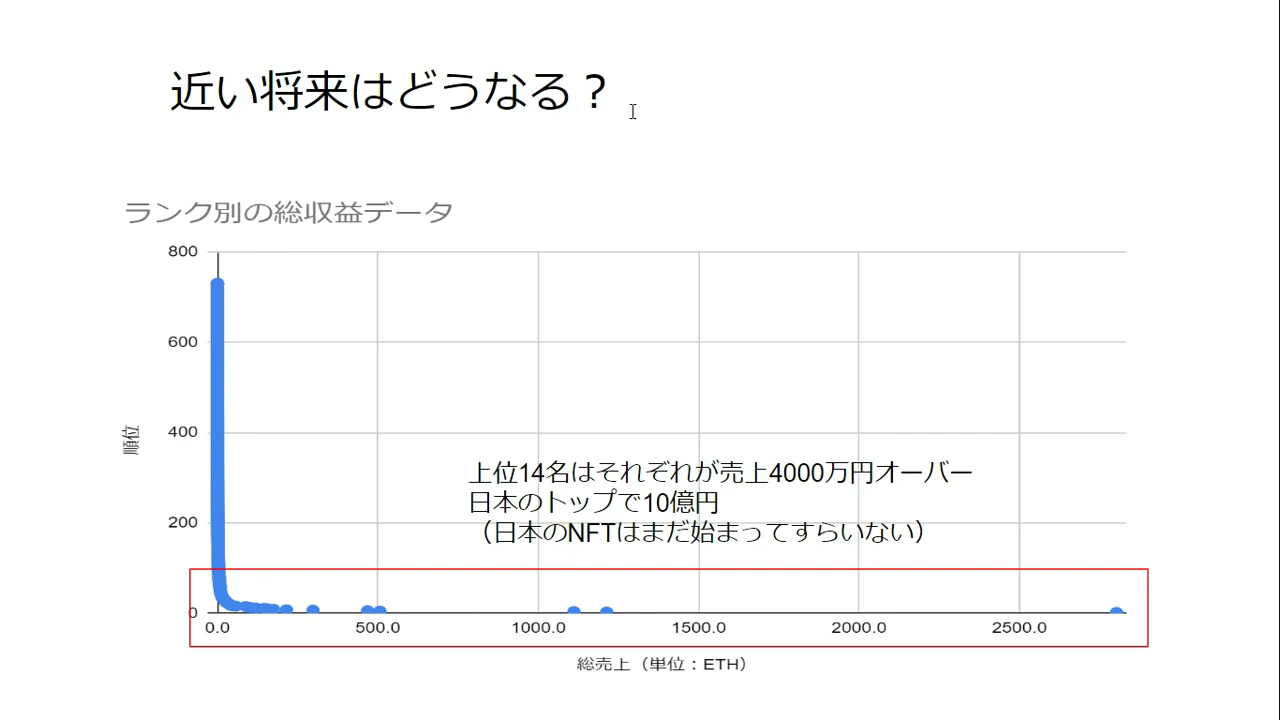 近い将来はどうなる？
ランク別の総収益データ
800
600
400
200
0
順位
上位14名はそれぞれが売上4000万円オーバー
日本のトップで10億円
（日本のNFTはまだ始まってすらいない）
0.0 500.0 1000.0 1500.0 2000.0 2500.0
総売上（単位：ETH）